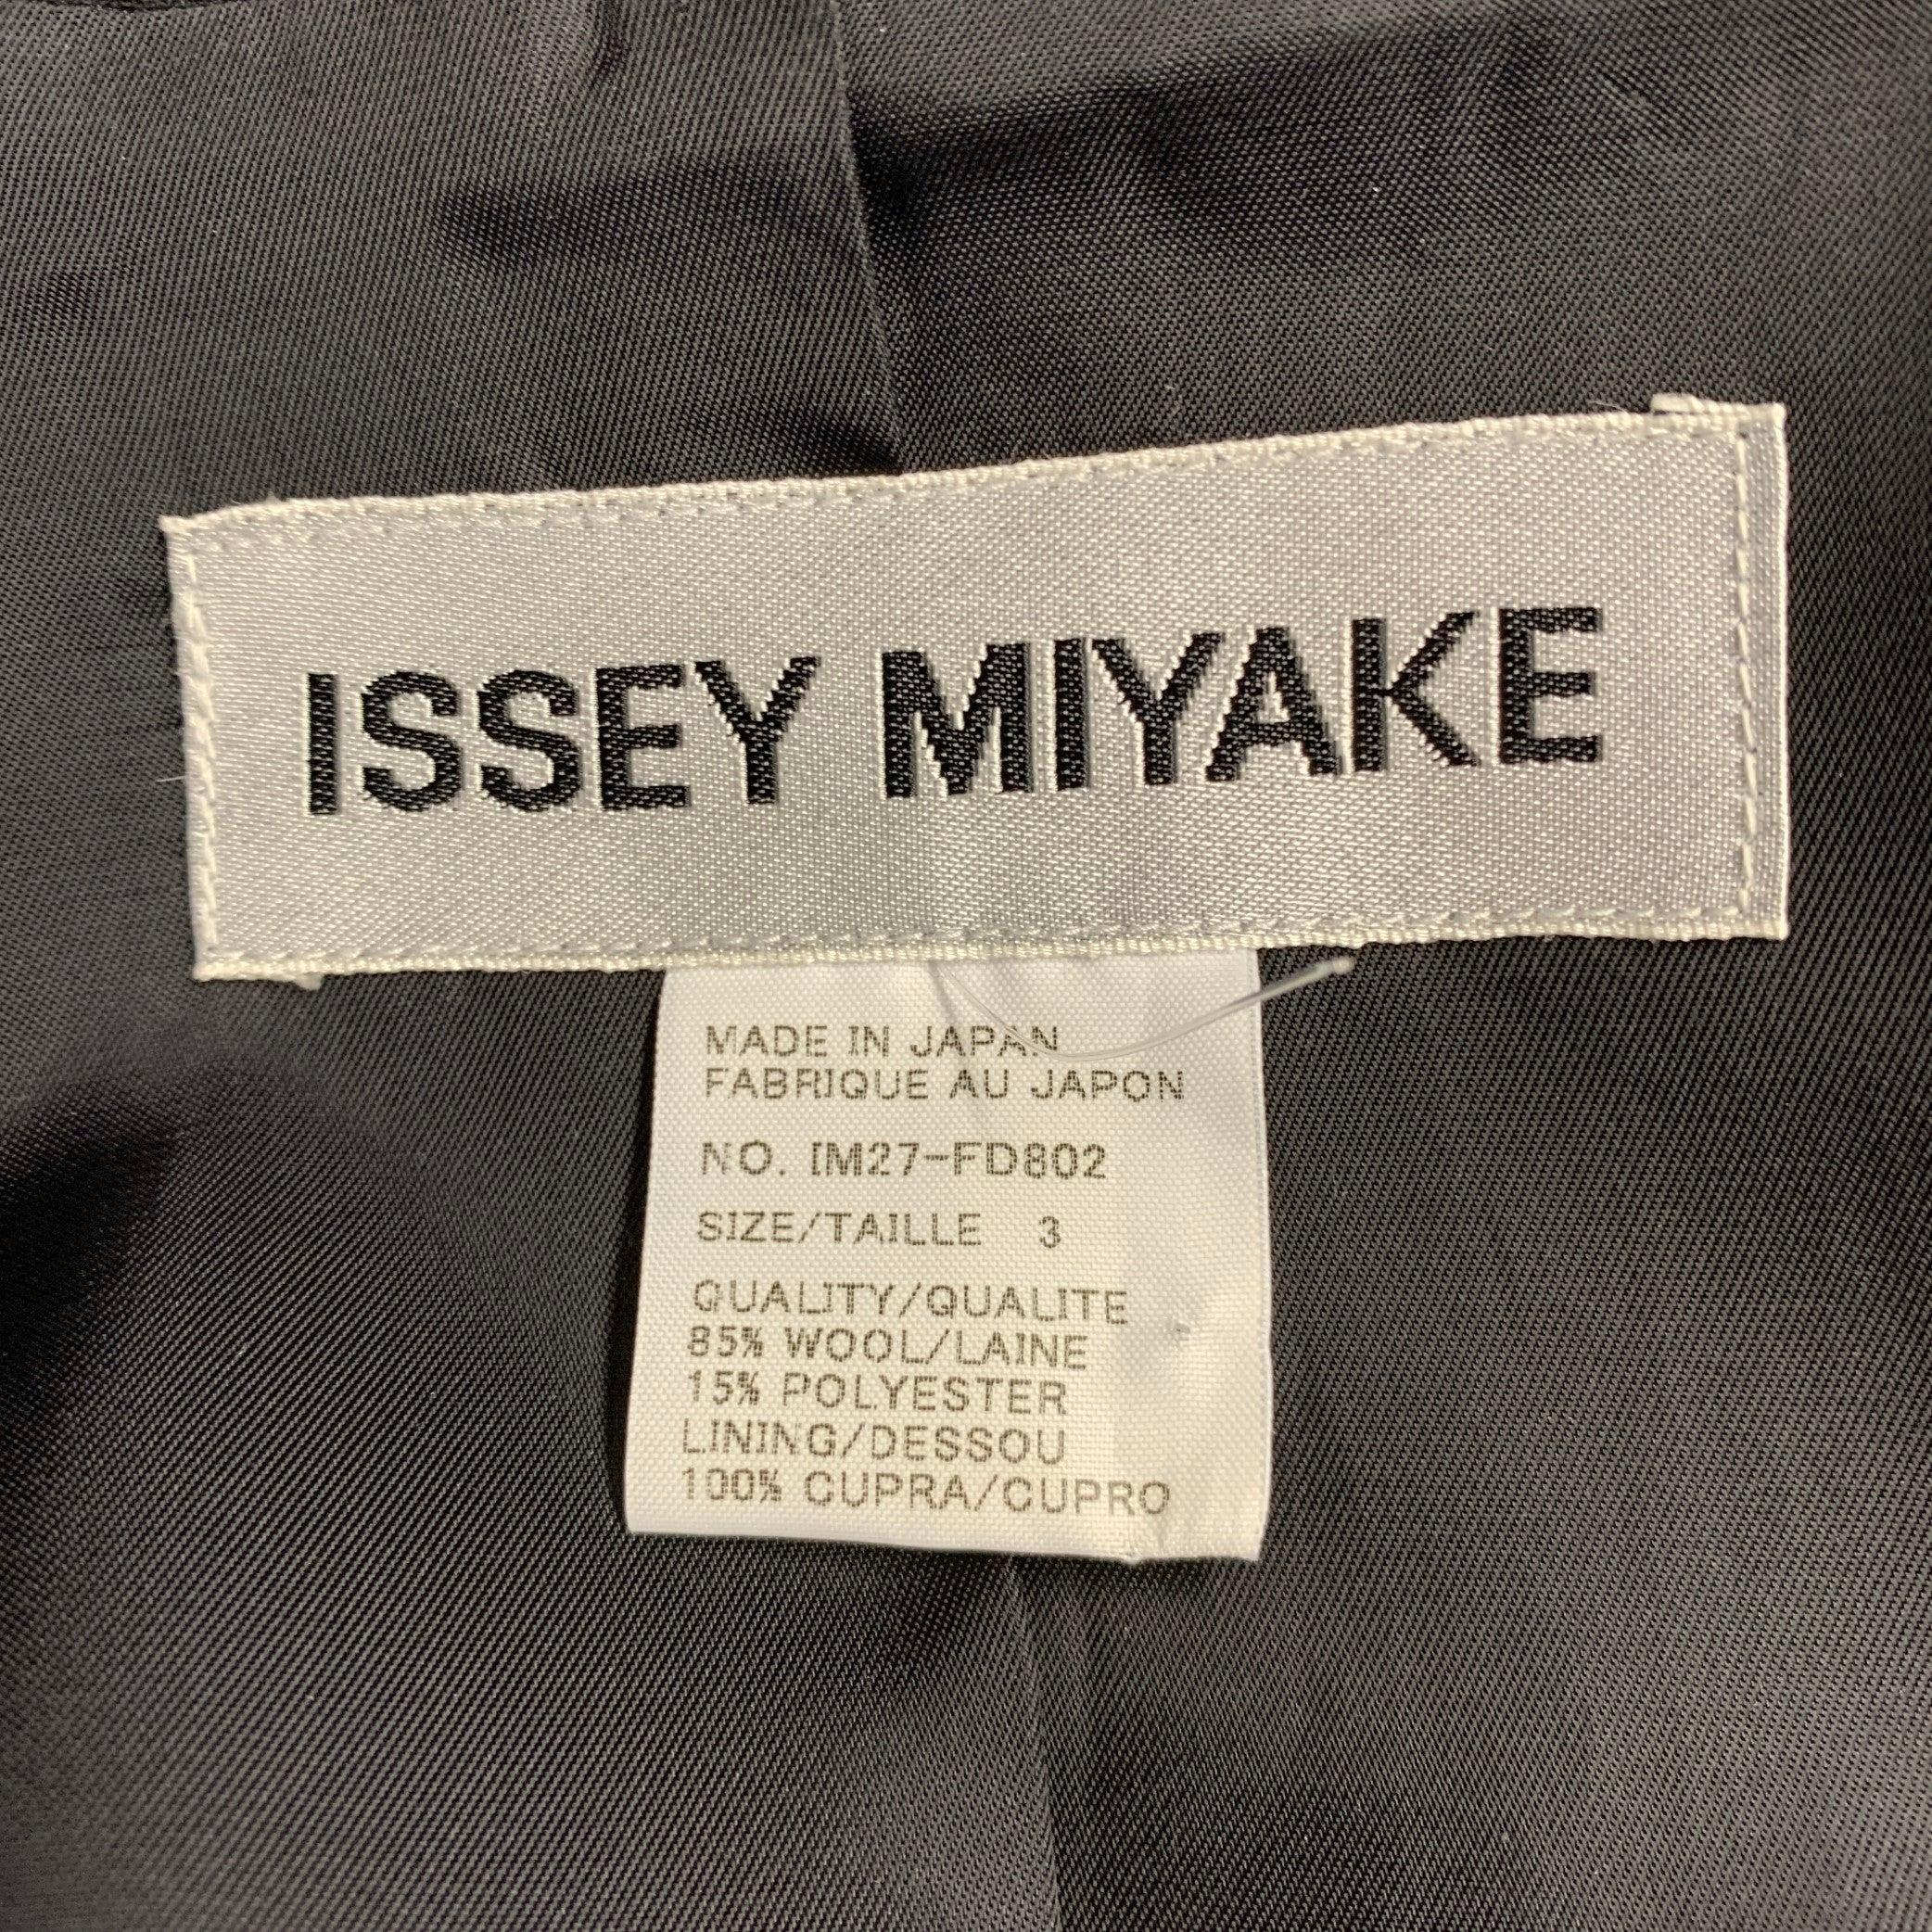 ISSEY MIYAKE
MADE IN JAPAN
FABRIQUE AU JAPON
NO. IM27-FD802
SIZE/TAILLE 3
QUALITY/QUALITE
85% WOOL/LAINE
15% POLYESTER
LINING/DESSOU
100% CUPRA/CUPRO